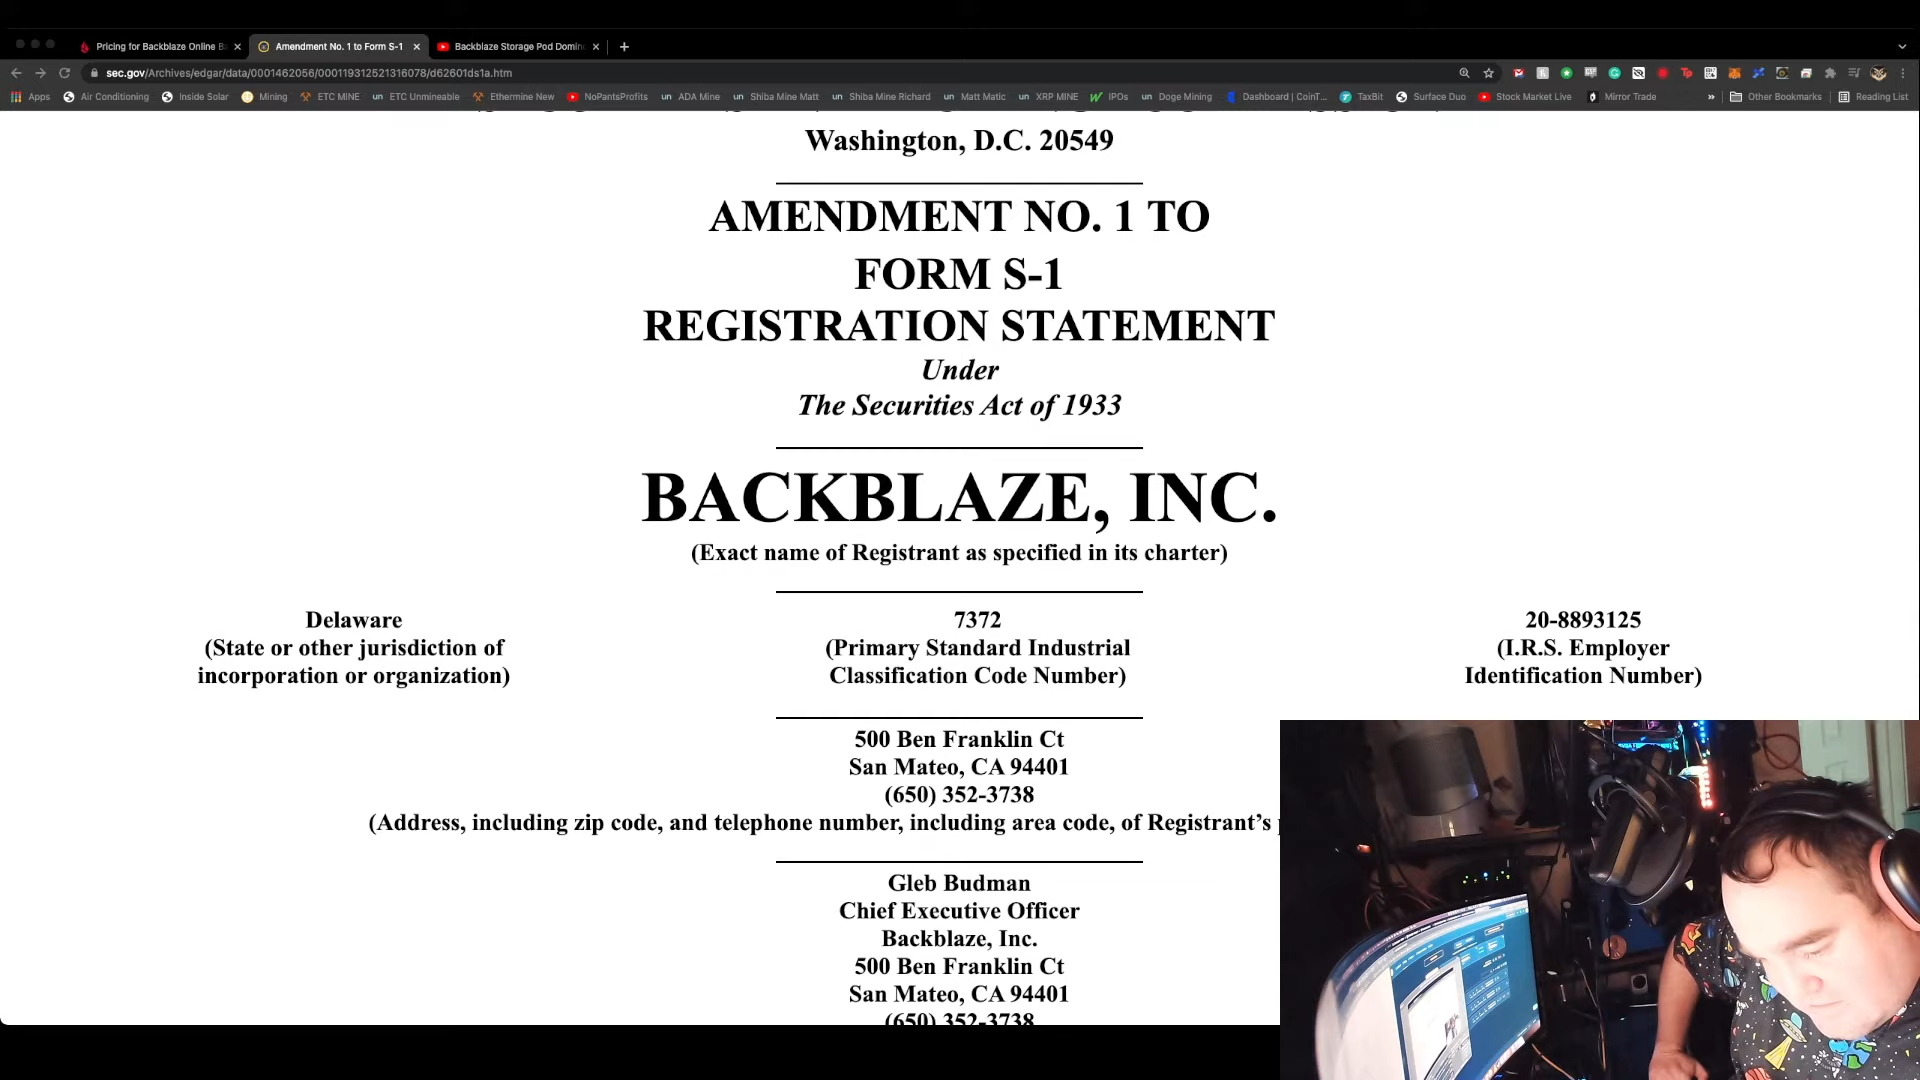 Pricing for Backblaze Online Ba
Amendment No. 1 to Form S-1
Backblaze Storage Pod Domin
sec.gov/Archives/edgar/data/0001462056/000119312521316078/d62601ds1a.htm
Apps Air Conditioning Inside Solar Mining ETC MINE ETC Unmineable Ethermine New NoPantsProfits ADA Mine Shiba Mine Matt Shiba Mine Richard Matt Matic XRP MINE IPOs Doge Mining Dashboard | CoinT... TaxBit Surface Duo Stock Market Live Mirror Trade » Other Bookmarks Reading List
Washington, D.C. 20549
AMENDMENT NO. 1 TO
FORM S-1
REGISTRATION STATEMENT
Under
The Securities Act of 1933
BACKBLAZE, INC.
(Exact name of Registrant as specified in its charter)
Delaware
(State or other jurisdiction of
incorporation or organization)
7372
(Primary Standard Industrial
Classification Code Number)
20-8893125
(I.R.S. Employer
Identification Number)
500 Ben Franklin Ct
San Mateo, CA 94401
(650) 352-3738
(Address, including zip code, and telephone number, including area code, of Registrant’s
Gleb Budman
Chief Executive Officer
Backblaze, Inc.
500 Ben Franklin Ct
San Mateo, CA 94401
(650) 352-3738